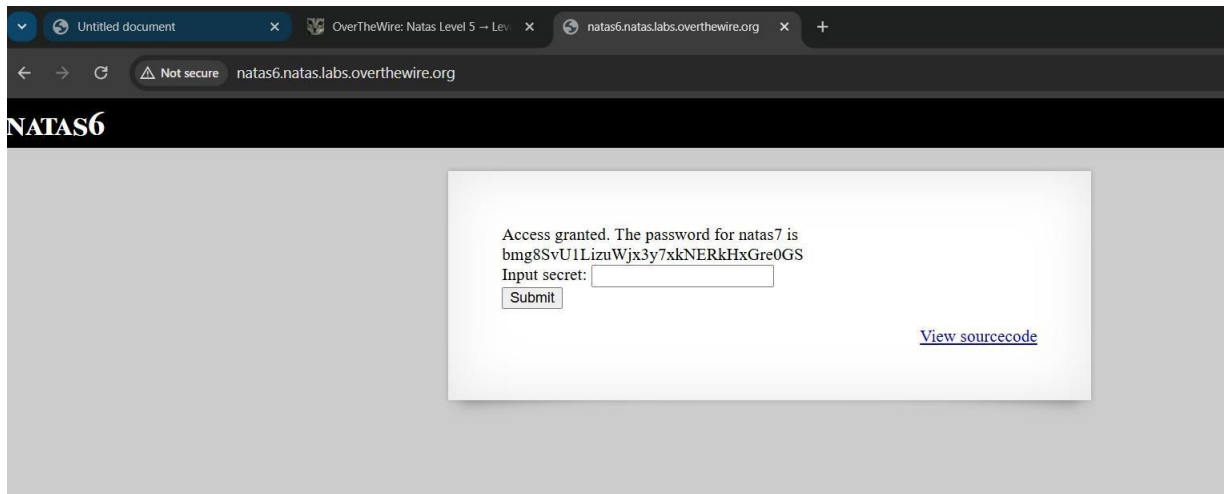 Untitled document
OverTheWire: Natas Level 5 → Lev
natas6.natas.labs.overthewire.org
Not secure
natas6.natas.labs.overthewire.org
NATAS6
Access granted. The password for natas7 is
bmg8SvU1LizuWjx3y7xkNERkHxGre0GS
Input secret:
Submit
View sourcecode